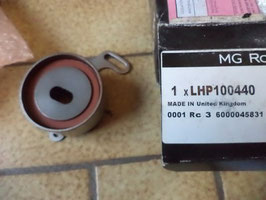 MG Ro
1 x LHP100440
MADE IN United Kingdom
0001 Rc 3 6000045831